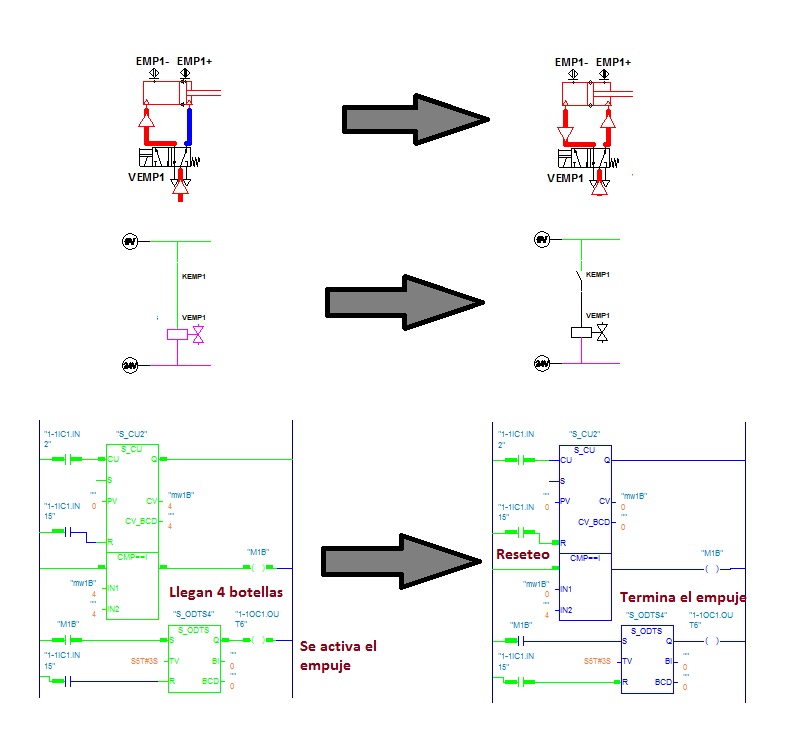 EMP1- EMP1+
VEMP1
EMP1- EMP1+
VEMP1
0V
KEMP1
VEMP1
24V
0V
KEMP1
VEMP1
24V
"1-1IC1.IN
2"
"S_CU2"
S_CU
CU Q
S
""
0
PV CV
"mw1B"
4
CV_BCD
""
4
"1-1IC1.IN
15"
R
CMP==I
"M1B"
"mw1B"
4
IN1
4
IN2
Llegan 4 botellas
"M1B"
"S_ODTS4"
S_ODTS
"1-1OC1.OU
T6"
S Q
S5T#3S
TV BI
""
0
"1-1IC1.IN
15"
R BCD
""
0
Se activa el
empuje
"1-1IC1.IN
2"
"S_CU2"
S_CU
CU Q
S
""
0
PV CV
"mw1B"
0
CV_BCD
""
0
"1-1IC1.IN
15"
R
Reseteo
CMP==I
"M1B"
"mw1B"
0
IN1
4
IN2
Termina el empuje
"M1B"
"S_ODTS4"
S_ODTS
"1-1OC1.OU
T6"
S Q
S5T#3S
TV BI
""
0
"1-1IC1.IN
15"
R BCD
""
0